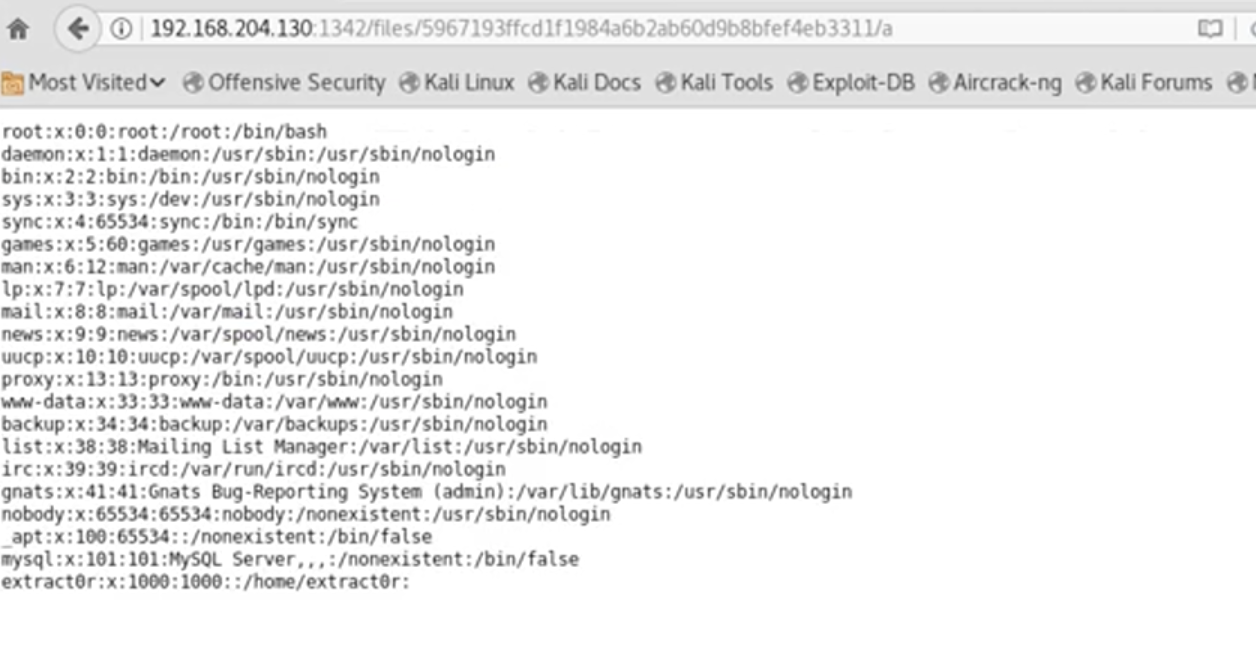 192.168.204.130:1342/files/5967193ffcd1f1984a6b2ab60d9b8bfef4eb3311/a
Most Visited Offensive Security Kali Linux Kali Docs Kali Tools Exploit-DB Aircrack-ng Kali Forums
root:x:0:0:root:/root:/bin/bash
daemon:x:1:1:daemon:/usr/sbin:/usr/sbin/nologin
bin:x:2:2:bin:/bin:/usr/sbin/nologin
sys:x:3:3:sys:/dev:/usr/sbin/nologin
sync:x:4:65534:sync:/bin:/bin/sync
games:x:5:60:games:/usr/games:/usr/sbin/nologin
man:x:6:12:man:/var/cache/man:/usr/sbin/nologin
lp:x:7:7:lp:/var/spool/lpd:/usr/sbin/nologin
mail:x:8:8:mail:/var/mail:/usr/sbin/nologin
news:x:9:9:news:/var/spool/news:/usr/sbin/nologin
uucp:x:10:10:uucp:/var/spool/uucp:/usr/sbin/nologin
proxy:x:13:13:proxy:/bin:/usr/sbin/nologin
www-data:x:33:33:www-data:/var/www:/usr/sbin/nologin
backup:x:34:34:backup:/var/backups:/usr/sbin/nologin
list:x:38:38:Mailing List Manager:/var/list:/usr/sbin/nologin
irc:x:39:39:ircd:/var/run/ircd:/usr/sbin/nologin
gnats:x:41:41:Gnats Bug-Reporting System (admin):/var/lib/gnats:/usr/sbin/nologin
nobody:x:65534:65534:nobody:/nonexistent:/usr/sbin/nologin
_apt:x:100:65534::/nonexistent:/bin/false
mysql:x:101:101:MySQL Server,,,:/nonexistent:/bin/false
extract0r:x:1000:1000::/home/extract0r: